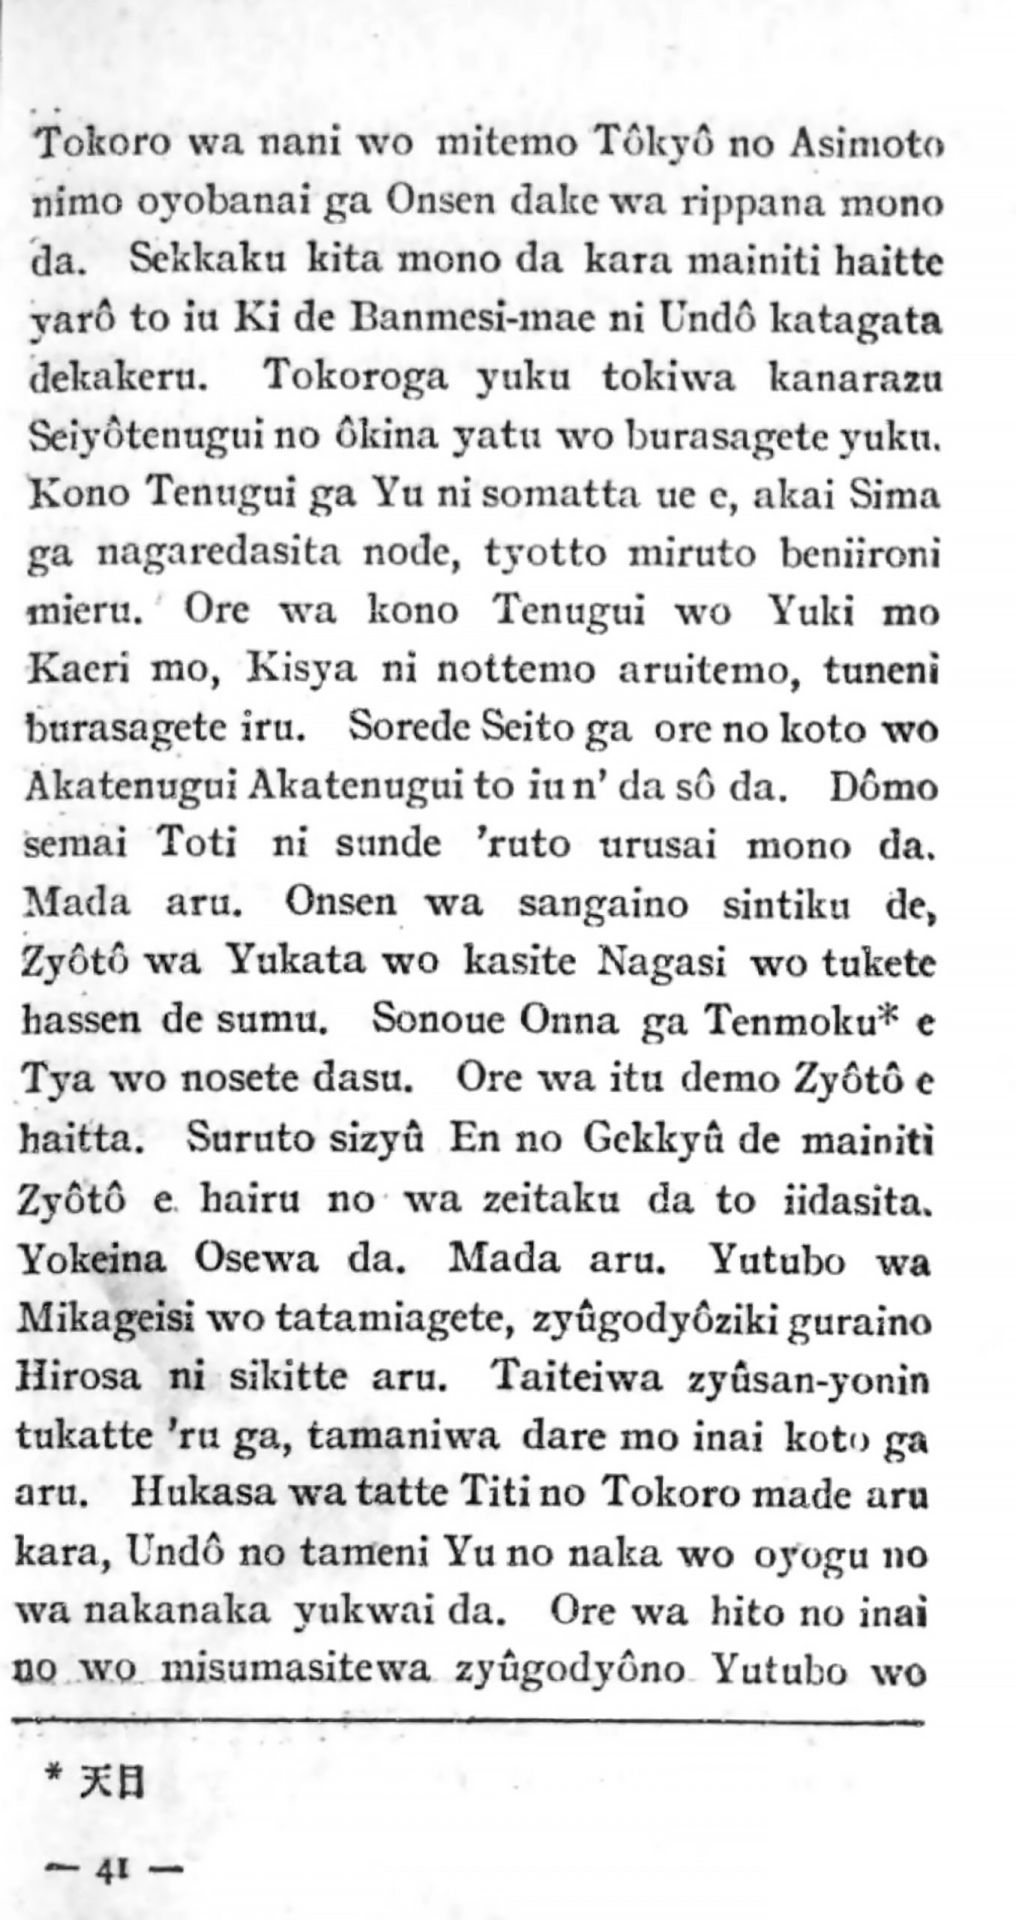 Tokoro wa nani wo mitemo Tôkyô no Asimoto
nimo oyobanai ga Onsen dake wa rippana mono
da. Sekkaku kita mono da kara mainiti haitte
yarô to iu Ki de Banmesi-mae ni Undô katagata
dekakeru. Tokoroga yuku tokiwa kanarazu
Seiyôtenugui no ôkina yatu wo burasagete yuku.
Kono Tenugui ga Yu ni somatta ue e, akai Sima
ga nagaredasita node, tyotto miruto beniironi
mieru. Ore wa kono Tenugui wo Yuki mo
Kaeri mo, Kisya ni nottemo aruitemo, tuneni
burasagete iru. Sorede Seito ga ore no koto wo
Akatenugui Akatenugui to iu n' da sô da. Dômo
semai Toti ni sunde 'ruto urusai mono da.
Mada aru. Onsen wa sangaino sintiku de,
Zyôtô wa Yukata wo kasite Nagasi wo tukete
hassen de sumu. Sonoue Onna ga Tenmoku* e
Tya wo nosete dasu. Ore wa itu demo Zyôtô e
haitta. Suruto sizyû En no Gekkyû de mainiti
Zyôtô e hairu no wa zeitaku da to iidasita.
Yokeina Osewa da. Mada aru. Yutubo wa
Mikageisi wo tatamiagete, zyûgodyôziki guraino
Hirosa ni sikitte aru. Taiteiwa zyûsan-yonin
tukatte 'ru ga, tamaniwa dare mo inai koto ga
aru. Hukasa wa tatte Titi no Tokoro made aru
kara, Undô no tameni Yu no naka wo oyogu no
wa nakanaka yukwai da. Ore wa hito no inai
no wo misumasitewa zyûgodyôno Yutubo wo
* 天目
— 41 —